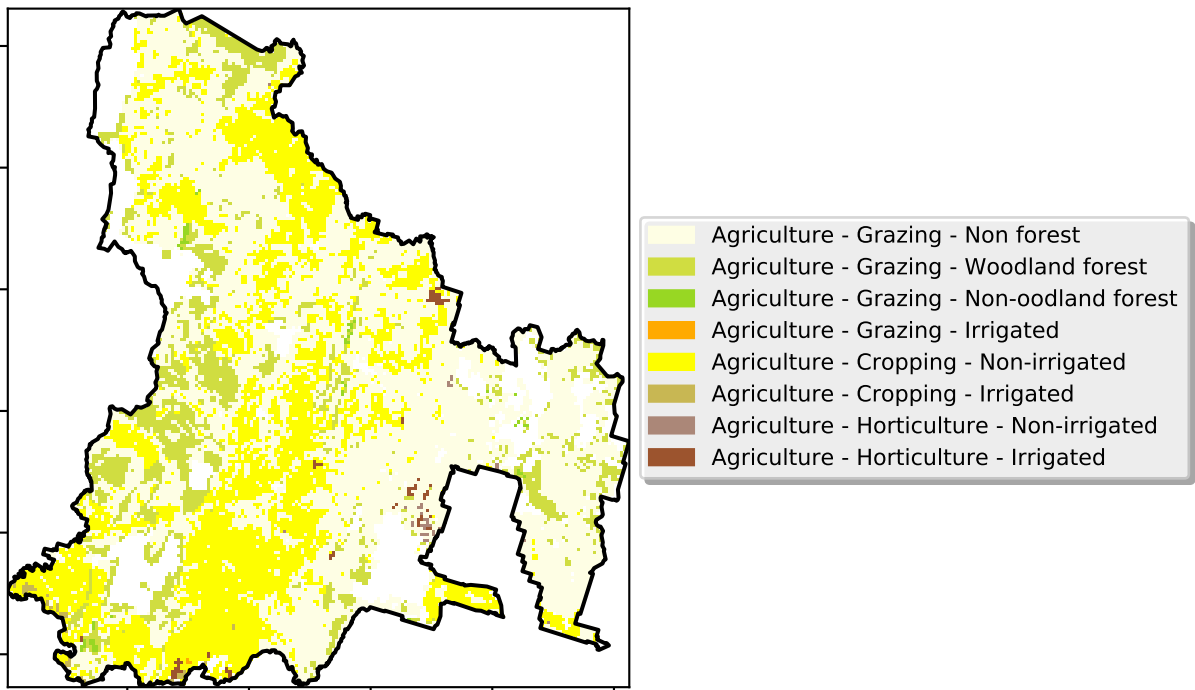 Agriculture - Grazing - Non forest
Agriculture - Grazing - Woodland forest
Agriculture - Grazing - Non-oodland forest
Agriculture - Grazing - Irrigated
Agriculture - Cropping - Non-irrigated
Agriculture - Cropping - Irrigated
Agriculture - Horticulture - Non-irrigated
Agriculture - Horticulture - Irrigated